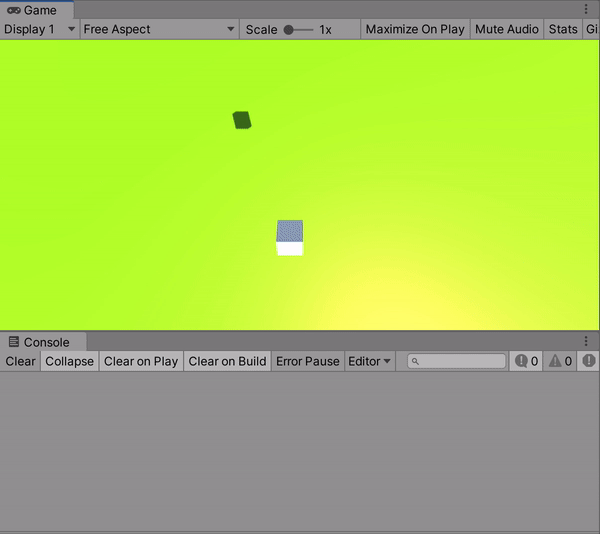 Game
Display 1 Free Aspect Scale 1x Maximize On Play Mute Audio Stats Gi
Console
Clear Collapse Clear on Play Clear on Build Error Pause Editor 0 0